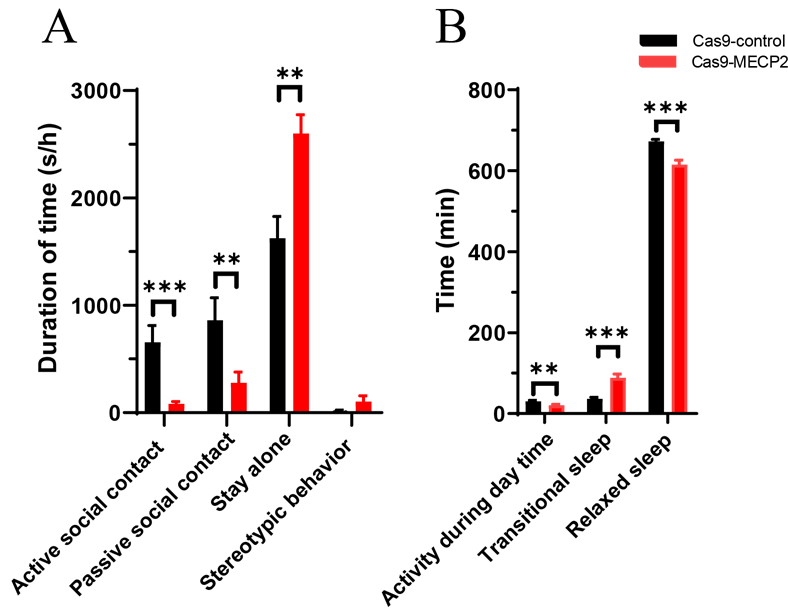 A
B
Cas9-control
Cas9-MECP2
Duration of time (s/h)
3000
2000
1000
0
***
**
**
Active social contact
Passive social contact
Stay alone
Stereotypic behavior
Time (min)
800
600
400
200
0
**
***
***
Activity during day time
Transitional sleep
Relaxed sleep